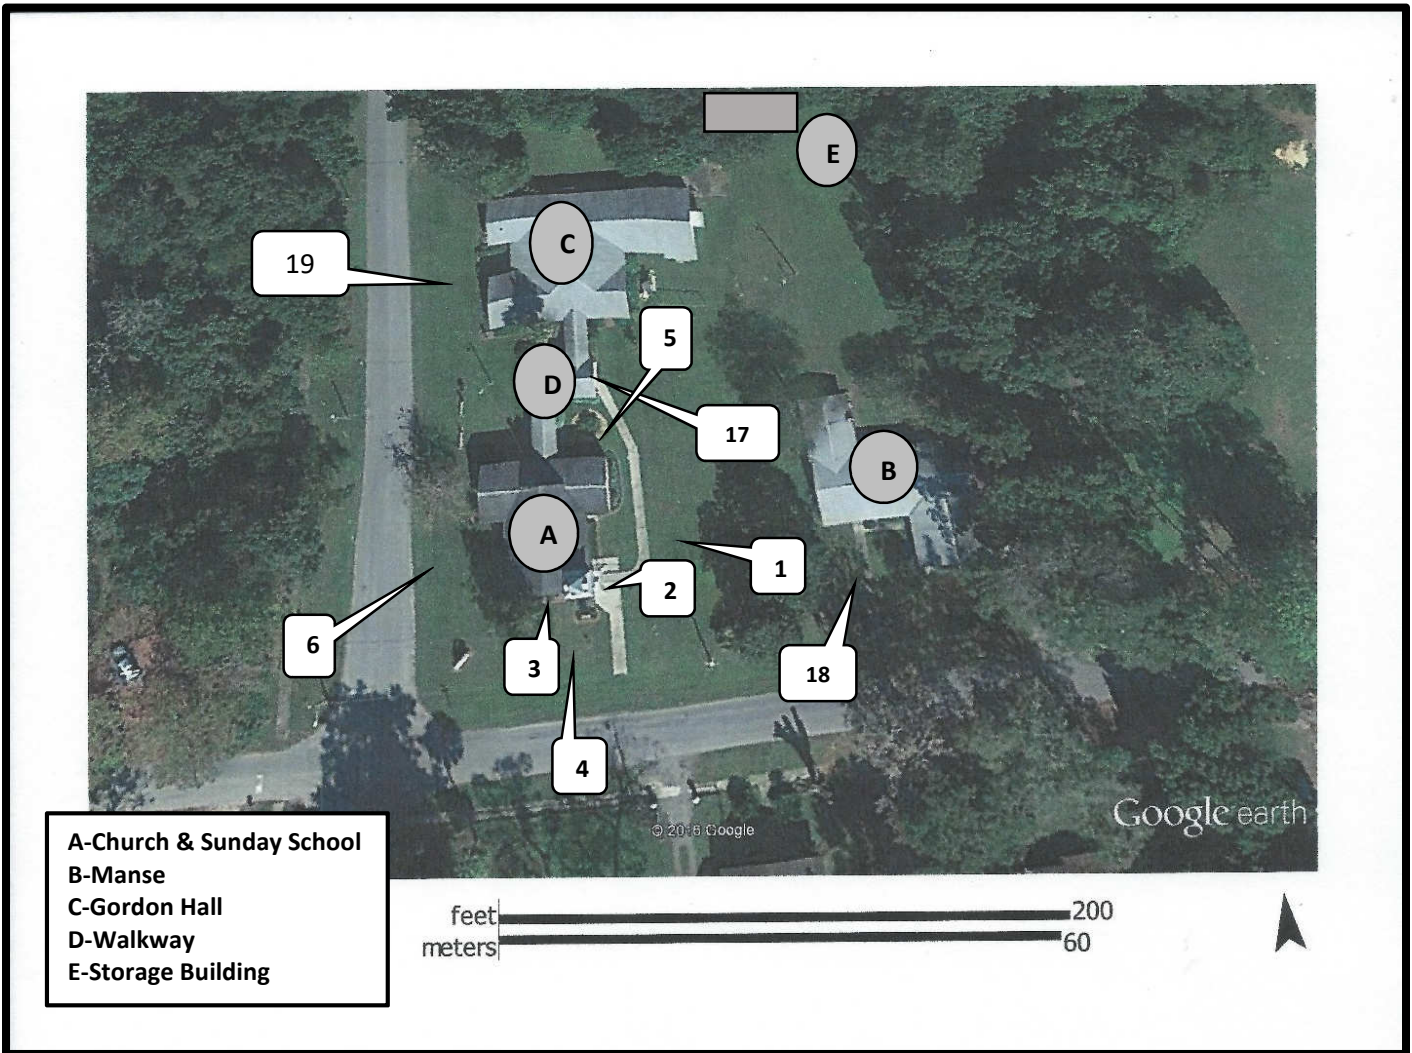 E
C
19
5
D
17
B
A
1
2
6
3
18
4
Google earth
© 2016 Google
A-Church & Sunday School
B-Manse
C-Gordon Hall
D-Walkway
E-Storage Building
feet 200
meters 60